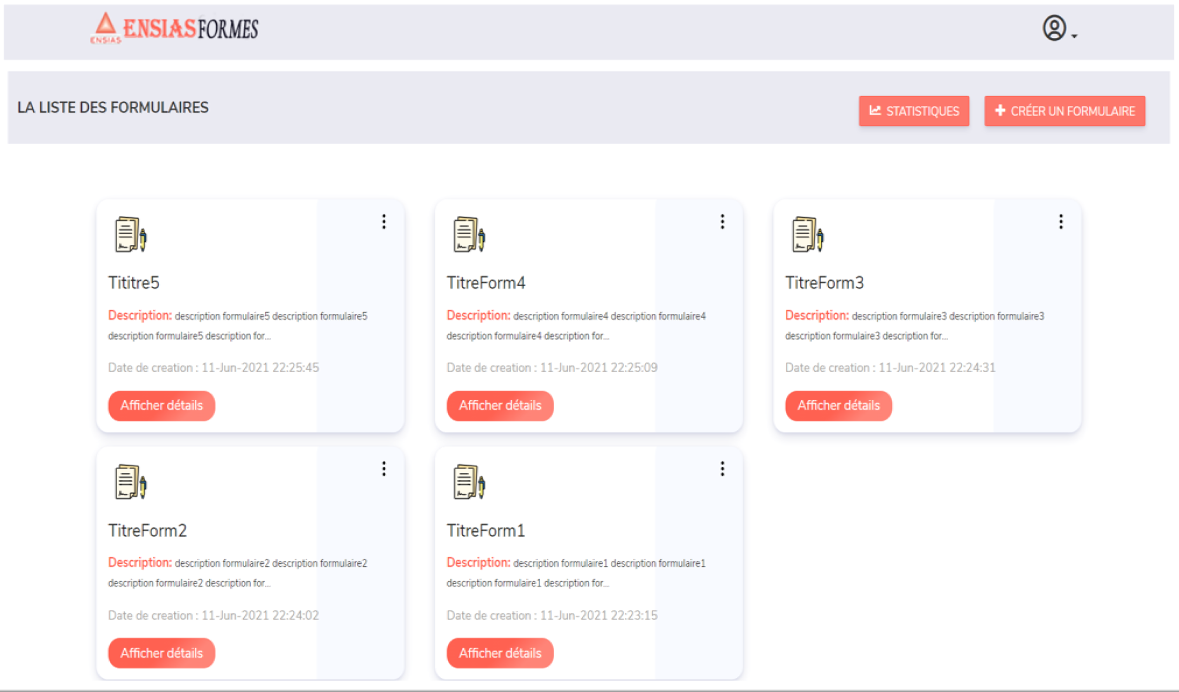 ENSIAS ENSIASFORMES
LA LISTE DES FORMULAIRES
STATISTIQUES
CRÉER UN FORMULAIRE
Tititre5
Description: description formulaire5 description formulaire5
description formulaire5 description for...
Date de creation : 11-Jun-2021 22:25:45
Afficher détails
TitreForm4
Description: description formulaire4 description formulaire4
description formulaire4 description for...
Date de creation : 11-Jun-2021 22:25:09
Afficher détails
TitreForm3
Description: description formulaire3 description formulaire3
description formulaire3 description for...
Date de creation : 11-Jun-2021 22:24:31
Afficher détails
TitreForm2
Description: description formulaire2 description formulaire2
description formulaire2 description for...
Date de creation : 11-Jun-2021 22:24:02
Afficher détails
TitreForm1
Description: description formulaire1 description formulaire1
description formulaire1 description for...
Date de creation : 11-Jun-2021 22:23:15
Afficher détails